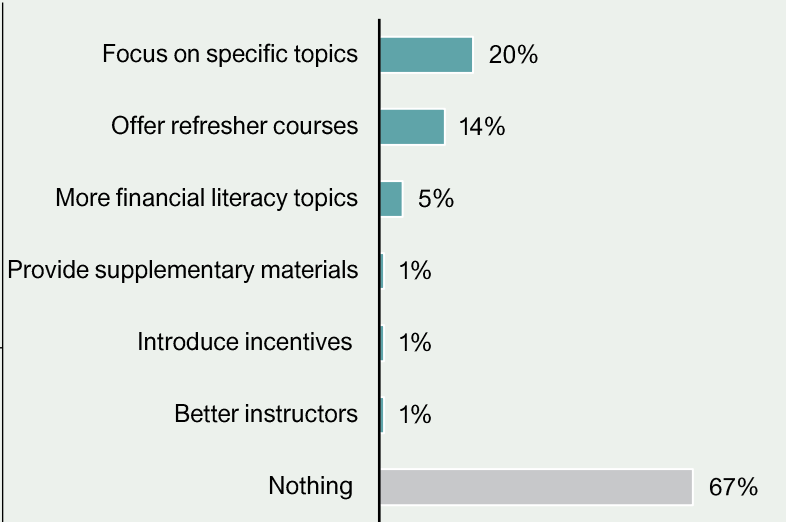 Focus on specific topics 20%
Offer refresher courses 14%
More financial literacy topics 5%
Provide supplementary materials 1%
Introduce incentives 1%
Better instructors 1%
Nothing 67%